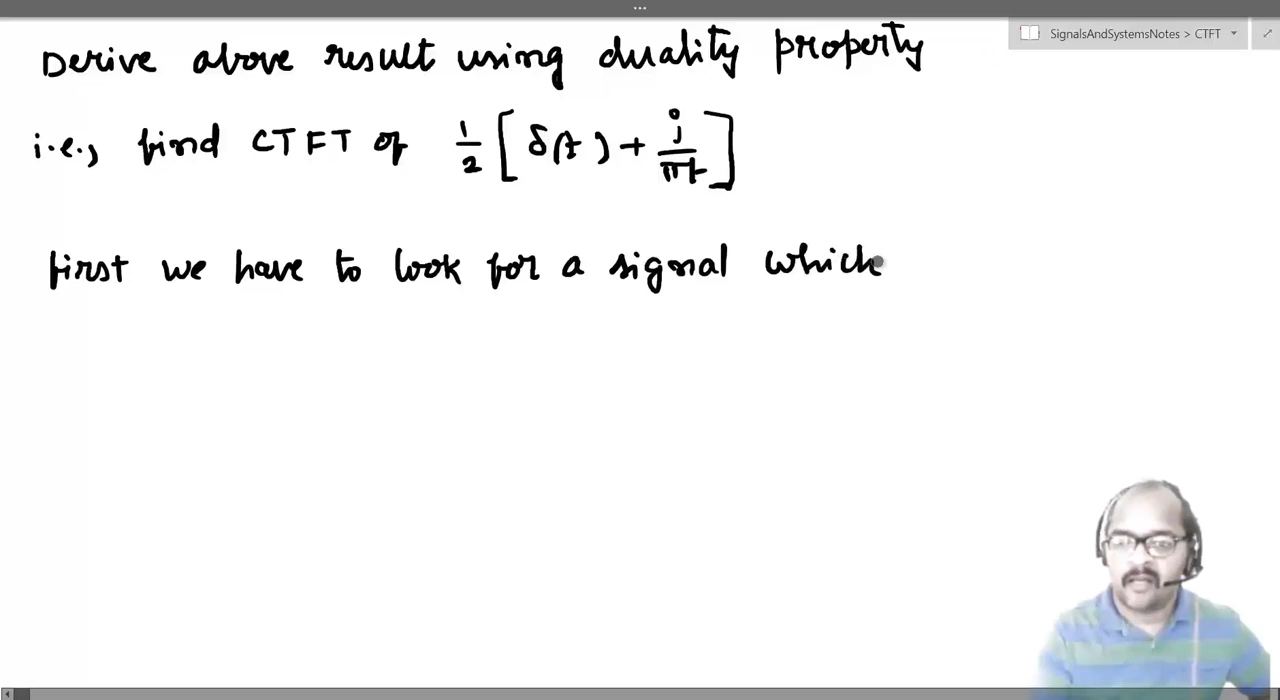 SignalsAndSystemsNotes > CTFT
Derive above result using duality property
i.e., find CTFT of 1/2 [ δ(t) + j/πt ]
first we have to look for a signal which